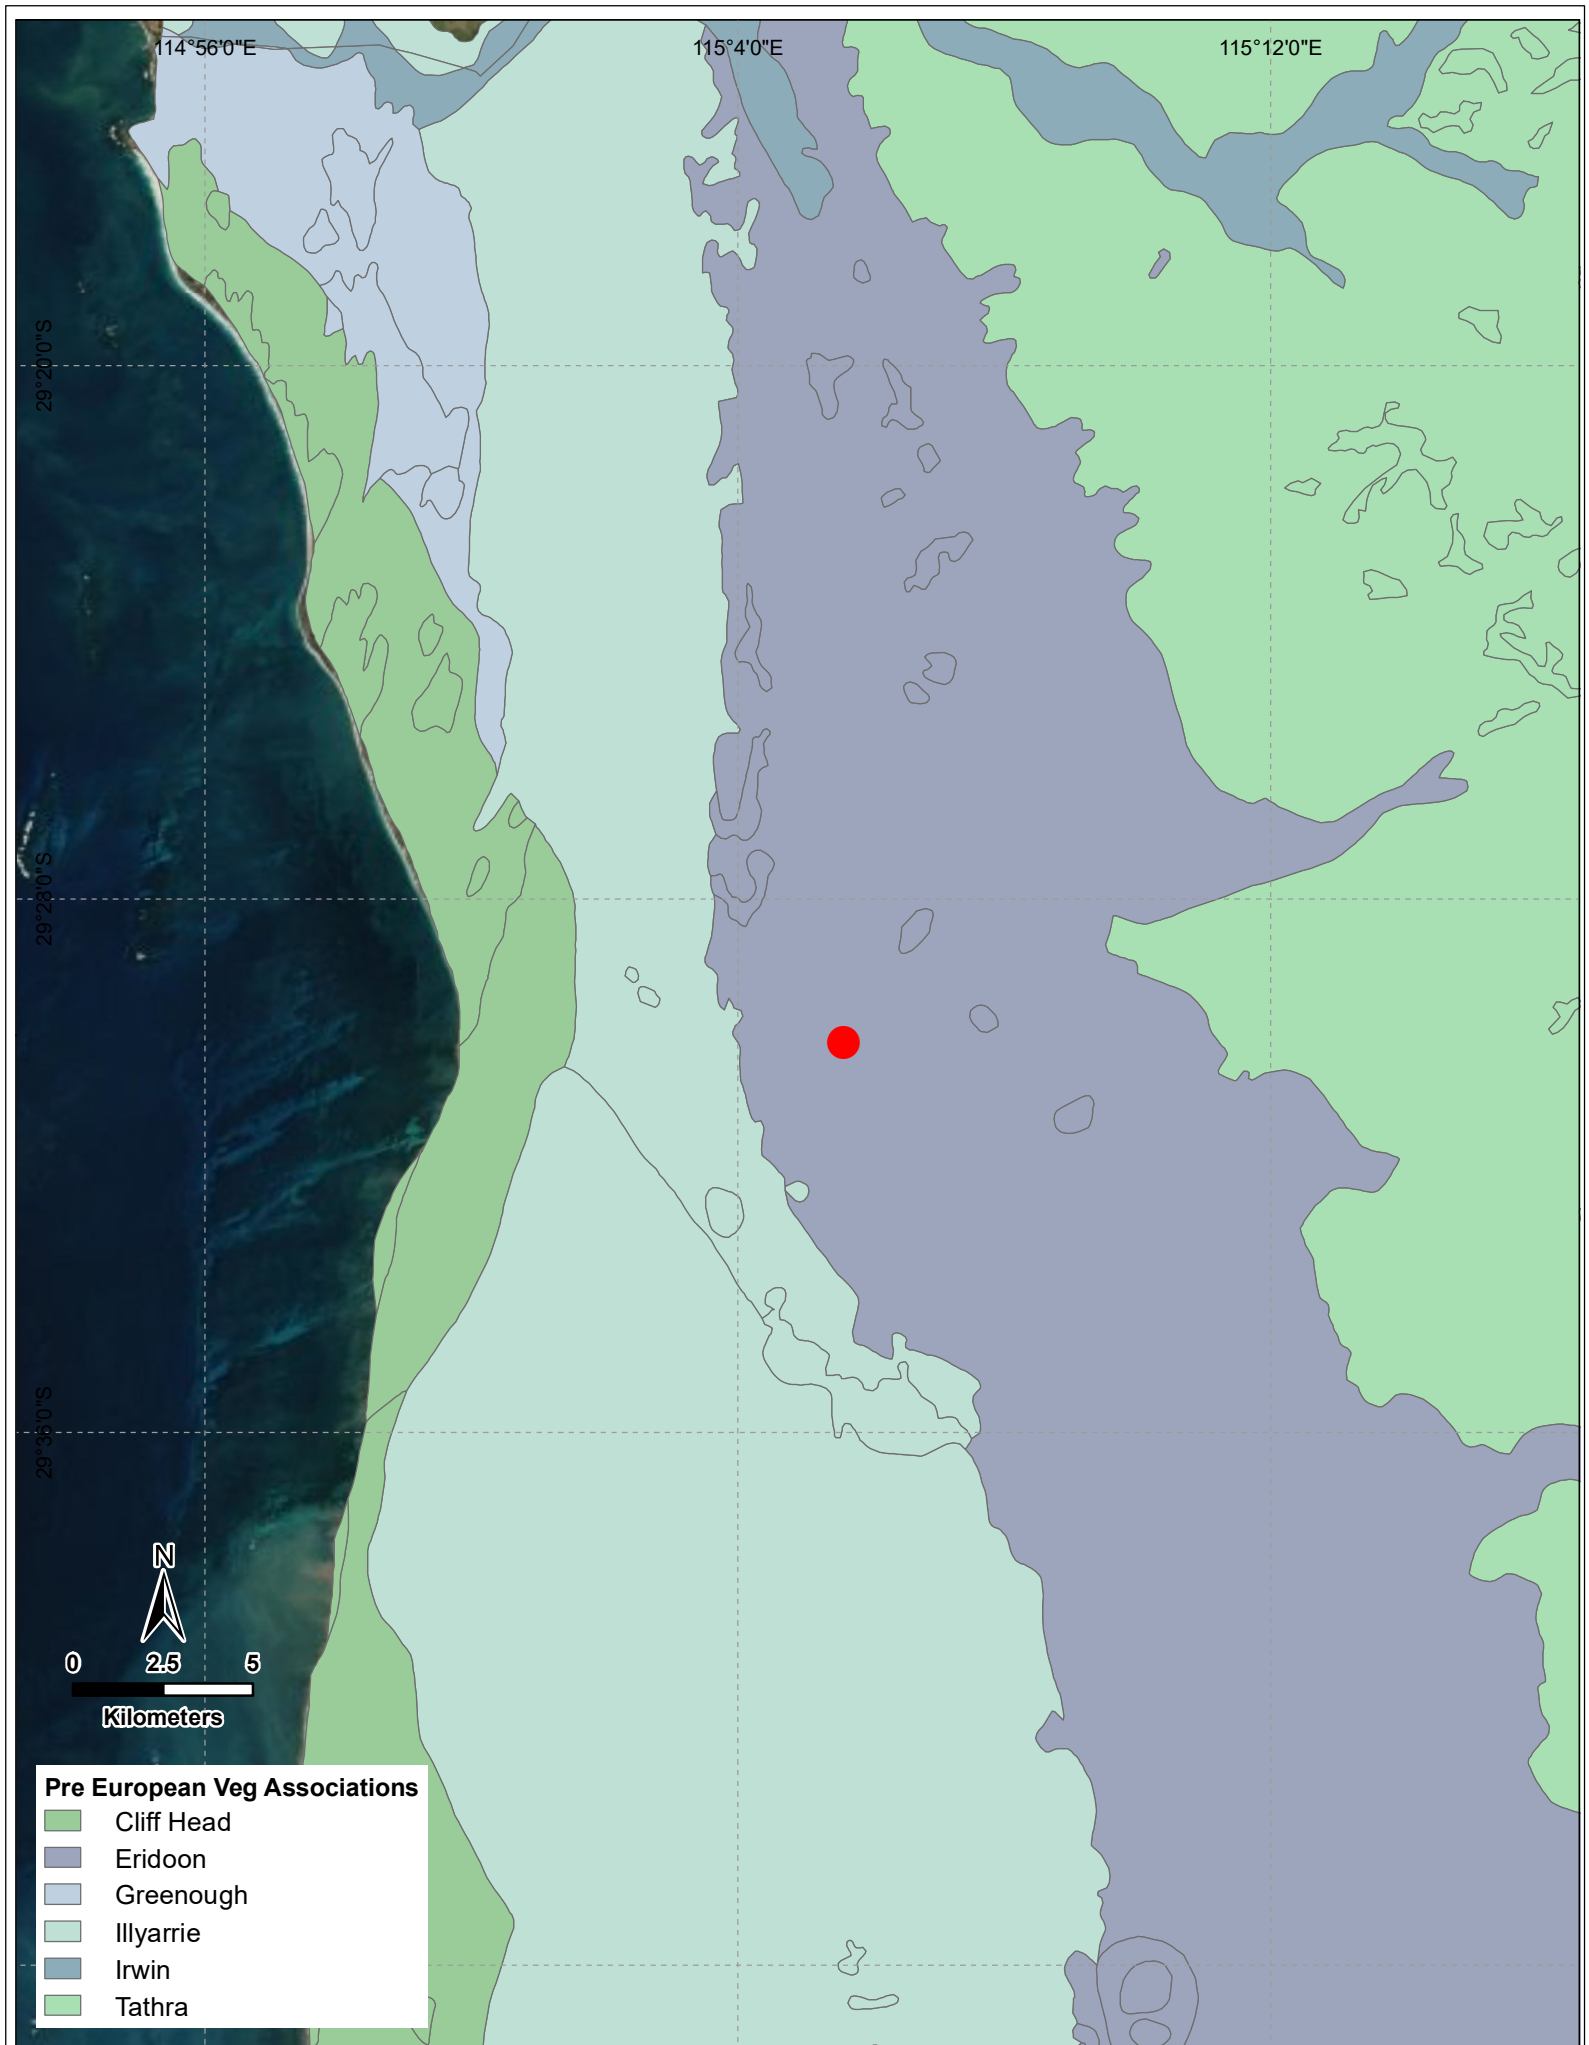 114°56'0"E
115°4'0"E
115°12'0"E
29°20'0"S
29°28'0"S
29°36'0"S
N
0 2.5 5
Kilometers
Pre European Veg Associations
Cliff Head
Eridoon
Greenough
Illyarrie
Irwin
Tathra